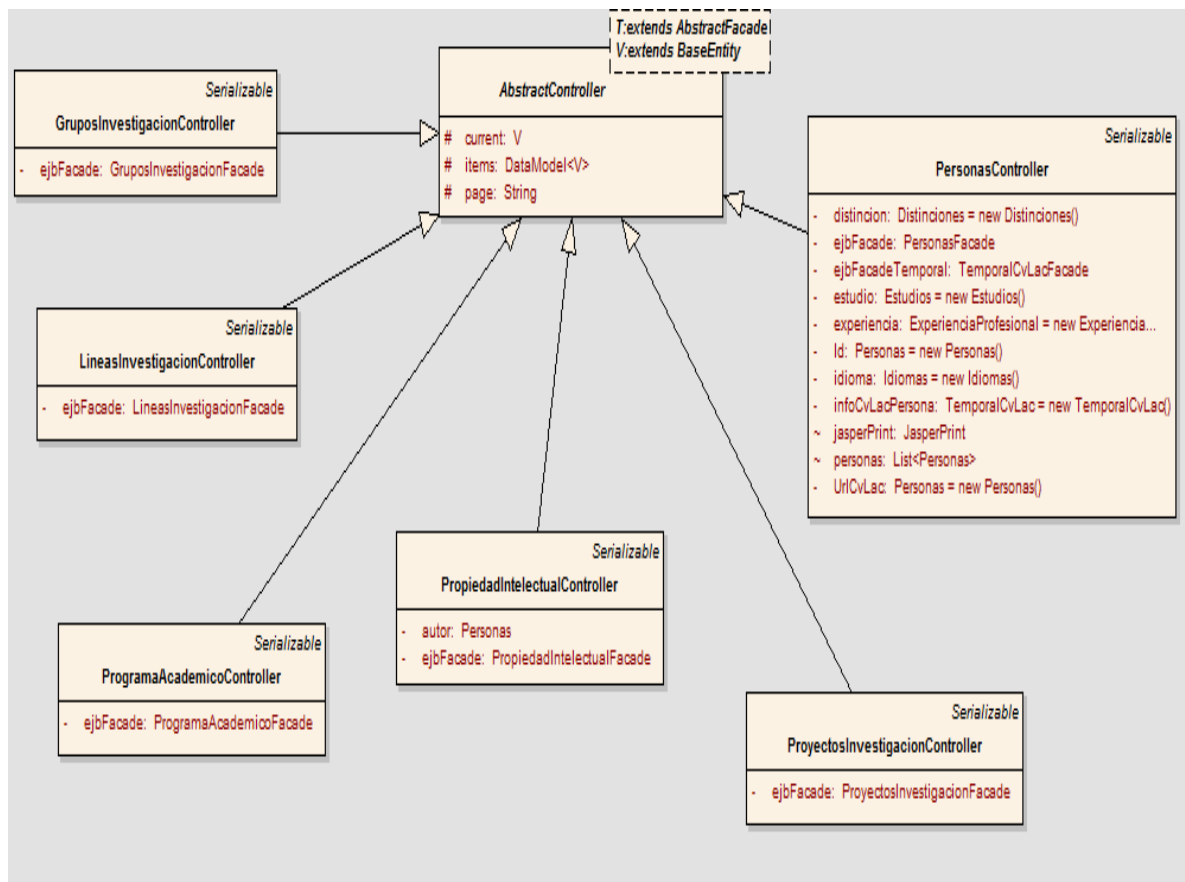 T:extends AbstractFacade
V:extends BaseEntity
AbstractController
# current: V
# items: DataModel<V>
# page: String
Serializable
GruposInvestigacionController
- ejbFacade: GruposInvestigacionFacade
Serializable
PersonasController
- distincion: Distinciones = new Distinciones()
- ejbFacade: PersonasFacade
- ejbFacadeTemporal: TemporalCvLacFacade
- estudio: Estudios = new Estudios()
- experiencia: ExperienciaProfesional = new Experiencia...
- Id: Personas = new Personas()
- idioma: Idiomas = new Idiomas()
- infoCvLacPersona: TemporalCvLac = new TemporalCvLac()
~ jasperPrint: JasperPrint
~ personas: List<Personas>
- UrlCvLac: Personas = new Personas()
Serializable
LineasInvestigacionController
- ejbFacade: LineasInvestigacionFacade
Serializable
PropiedadIntelectualController
- autor: Personas
- ejbFacade: PropiedadIntelectualFacade
Serializable
ProgramaAcademicoController
- ejbFacade: ProgramaAcademicoFacade
Serializable
ProyectosInvestigacionController
- ejbFacade: ProyectosInvestigacionFacade